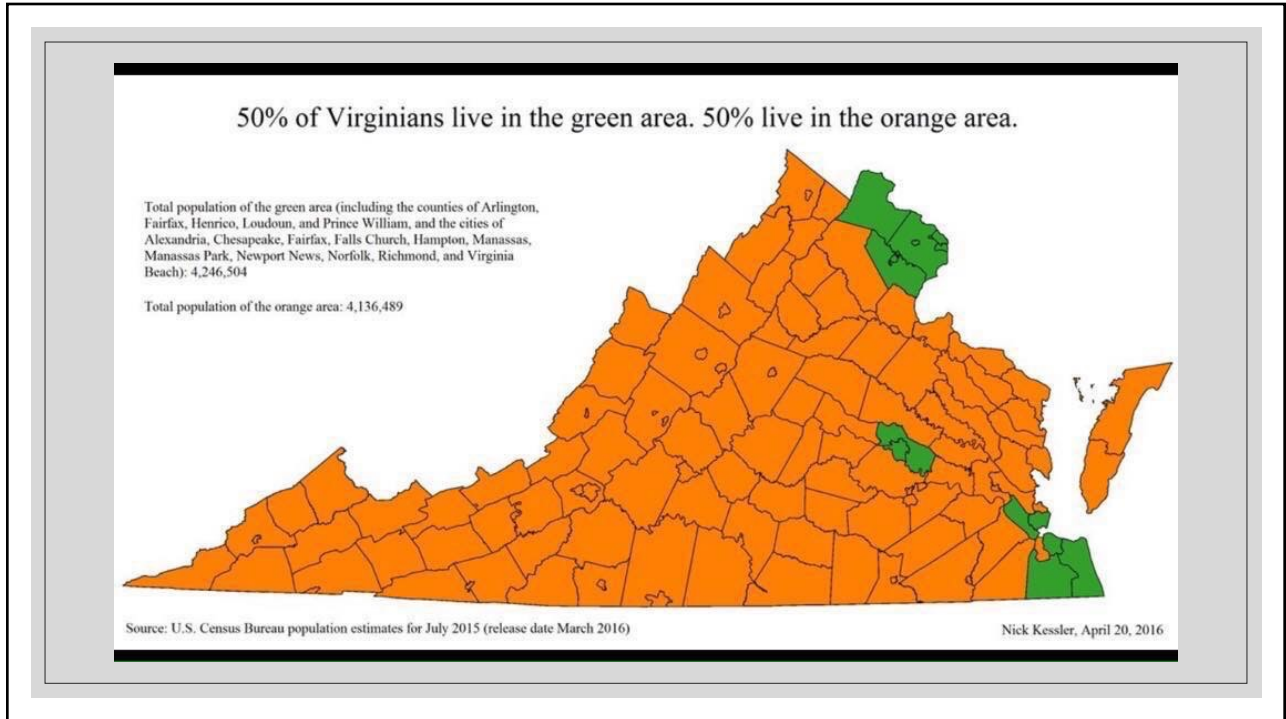 50% of Virginians live in the green area. 50% live in the orange area.
Total population of the green area (including the counties of Arlington,
Fairfax, Henrico, Loudoun, and Prince William, and the cities of
Alexandria, Chesapeake, Fairfax, Falls Church, Hampton, Manassas,
Manassas Park, Newport News, Norfolk, Richmond, and Virginia
Beach): 4,246,504
Total population of the orange area: 4,136,489
Source: U.S. Census Bureau population estimates for July 2015 (release date March 2016)
Nick Kessler, April 20, 2016